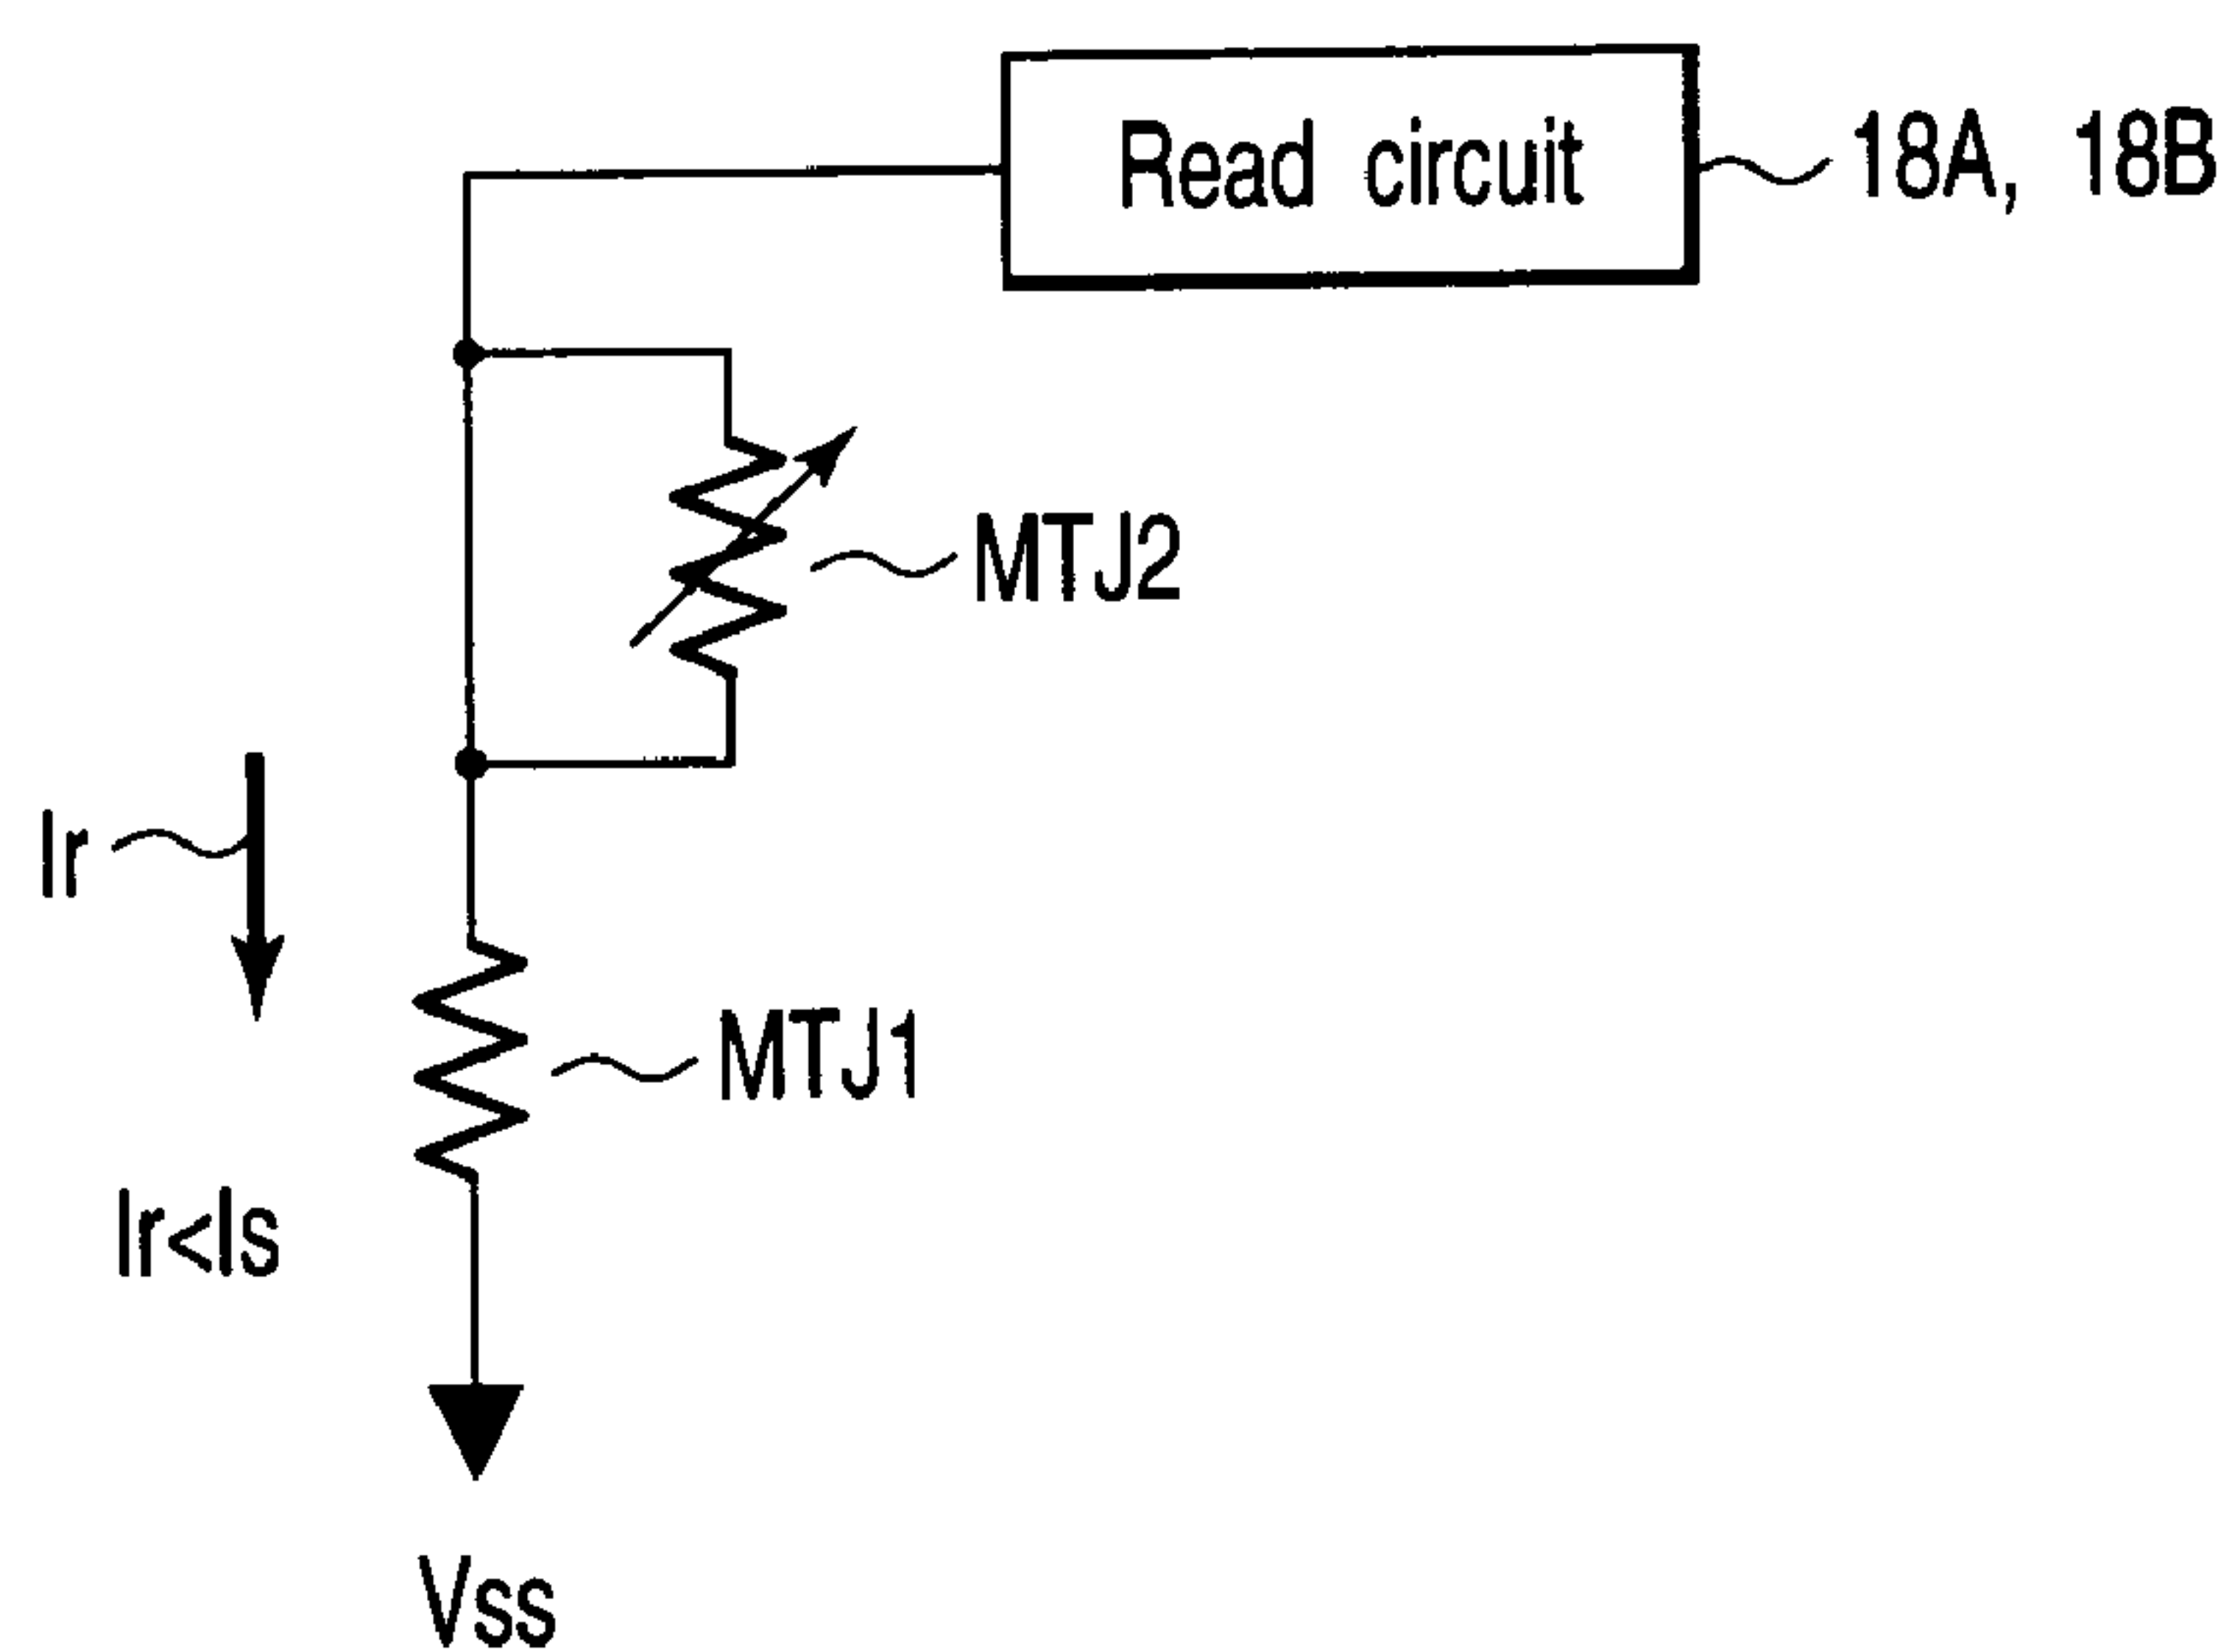 Read circuit
18A, 18B
MTJ2
Ir
MTJ1
Ir<Is
Vss